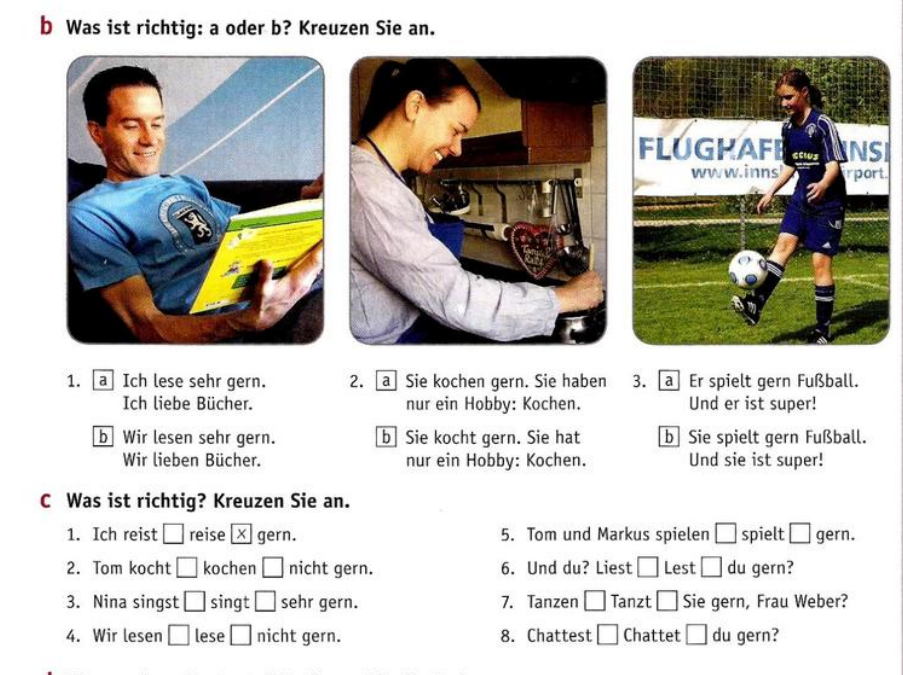 b Was ist richtig: a oder b? Kreuzen Sie an.
FLUGHAFE INNS
www.inns irport.
1. a Ich lese sehr gern.
Ich liebe Bücher.
b Wir lesen sehr gern.
Wir lieben Bücher.
2. a Sie kochen gern. Sie haben
nur ein Hobby: Kochen.
b Sie kocht gern. Sie hat
nur ein Hobby: Kochen.
3. a Er spielt gern Fußball.
Und er ist super!
b Sie spielt gern Fußball.
Und sie ist super!
c Was ist richtig? Kreuzen Sie an.
1. Ich reist ☐ reise ☒ gern.
2. Tom kocht ☐ kochen ☐ nicht gern.
3. Nina singst ☐ singt ☐ sehr gern.
4. Wir lesen ☐ lese ☐ nicht gern.
5. Tom und Markus spielen ☐ spielt ☐ gern.
6. Und du? Liest ☐ Lest ☐ du gern?
7. Tanzen ☐ Tanzt ☐ Sie gern, Frau Weber?
8. Chattest ☐ Chattet ☐ du gern?